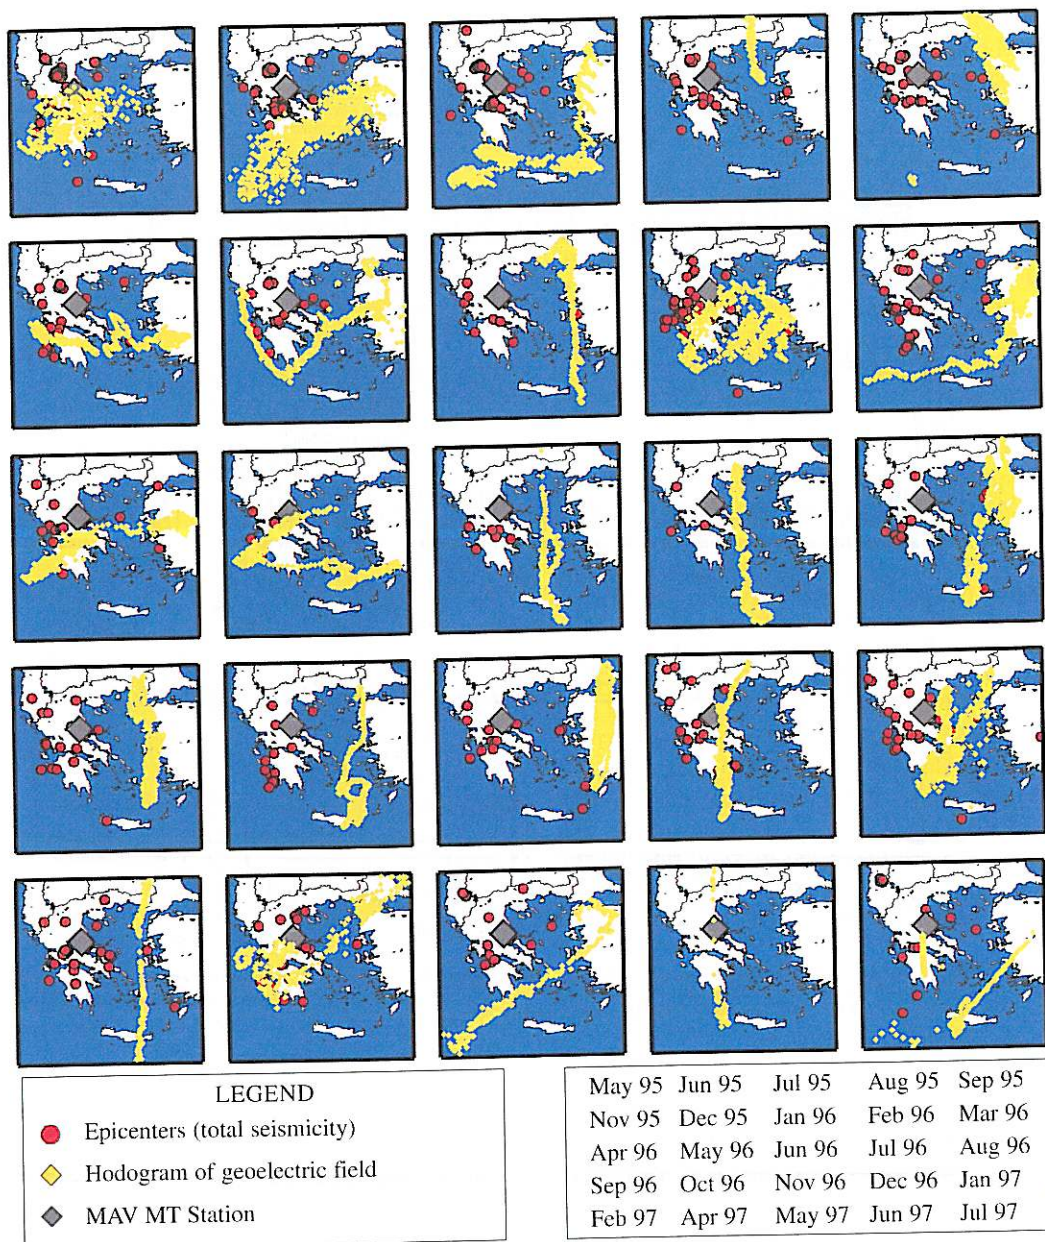 LEGEND
Epicenters (total seismicity)
Hodogram of geoelectric field
MAV MT Station
May 95 Jun 95 Jul 95 Aug 95 Sep 95
Nov 95 Dec 95 Jan 96 Feb 96 Mar 96
Apr 96 May 96 Jun 96 Jul 96 Aug 96
Sep 96 Oct 96 Nov 96 Dec 96 Jan 97
Feb 97 Apr 97 May 97 Jun 97 Jul 97